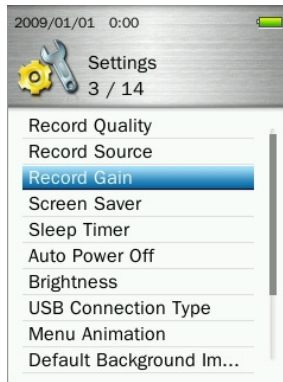 2009/01/01 0:00
Settings
3 / 14
Record Quality
Record Source
Record Gain
Screen Saver
Sleep Timer
Auto Power Off
Brightness
USB Connection Type
Menu Animation
Default Background Im...